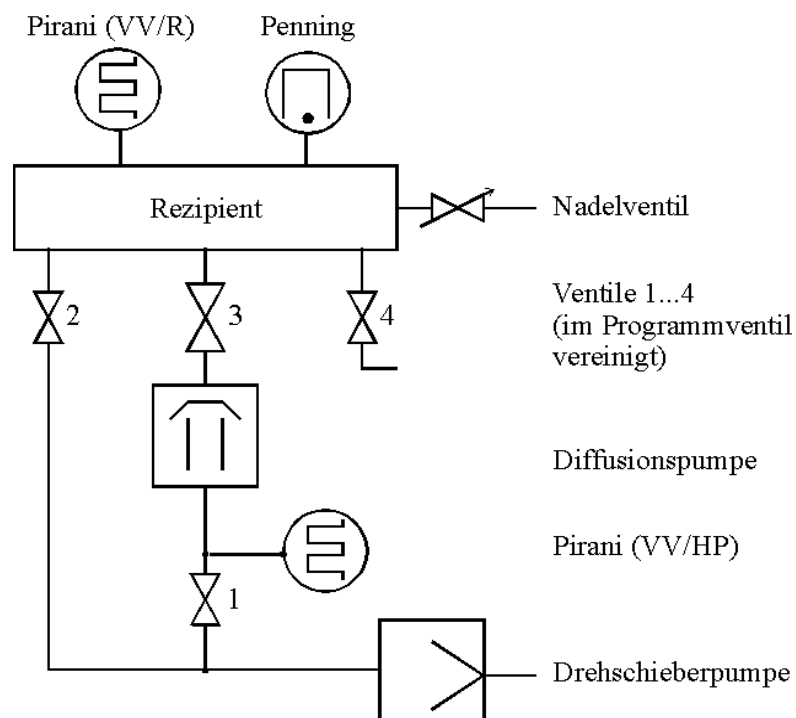 Pirani (VV/R)
Penning
Rezipient
Nadelventil
2
3
4
Ventile 1...4
(im Programmventil
vereinigt)
Diffusionspumpe
Pirani (VV/HP)
1
Drehschieberpumpe